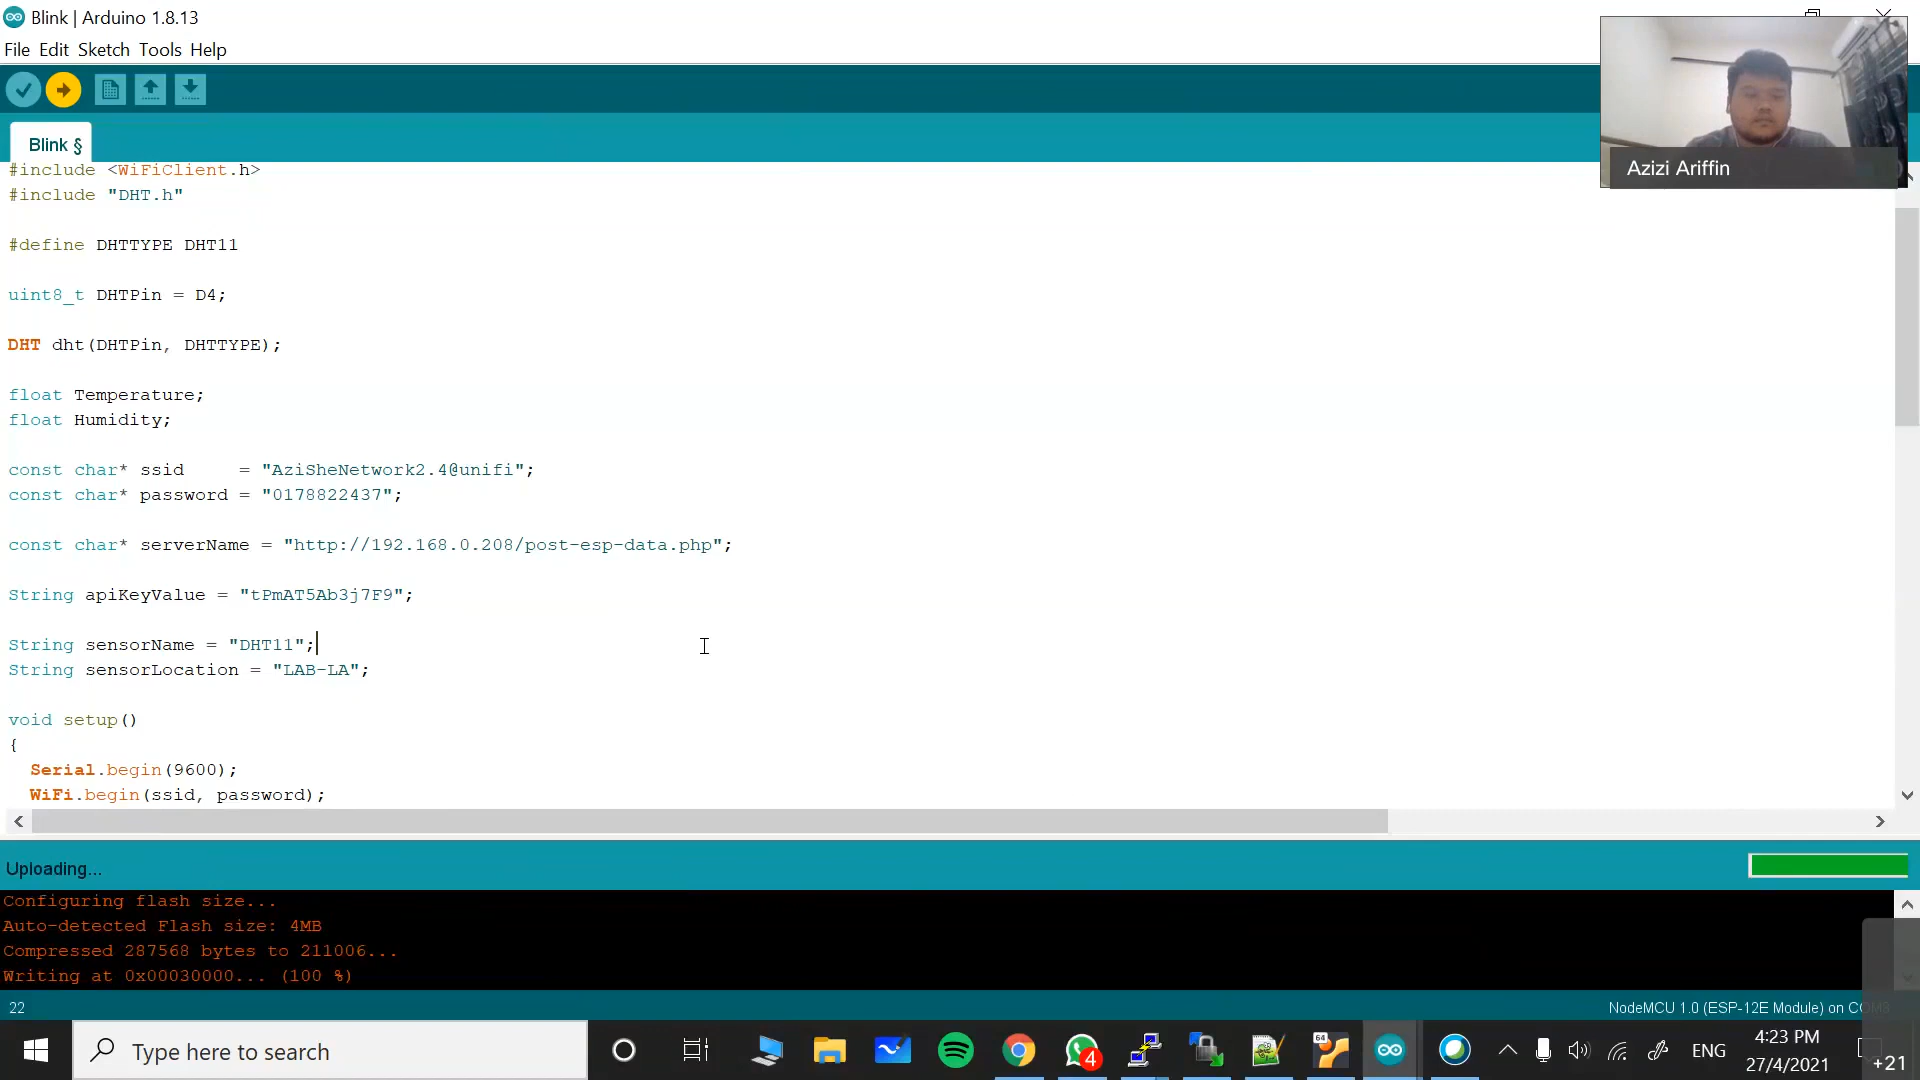 Blink | Arduino 1.8.13
File Edit Sketch Tools Help
Blink §
Azizi Ariffin
#include <WiFiClient.h>
#include "DHT.h"
#define DHTTYPE DHT11
uint8_t DHTPin = D4;
DHT dht(DHTPin, DHTTYPE);
float Temperature;
float Humidity;
const char* ssid     = "AziSheNetwork2.4@unifi";
const char* password = "0178822437";
const char* serverName = "http://192.168.0.208/post-esp-data.php";
String apiKeyValue = "tPmAT5Ab3j7F9";
String sensorName = "DHT11";
String sensorLocation = "LAB-LA";
void setup()
{
  Serial.begin(9600);
  WiFi.begin(ssid, password);
Uploading...
Configuring flash size...
Auto-detected Flash size: 4MB
Compressed 287568 bytes to 211006...
Writing at 0x00030000... (100 %)
22
NodeMCU 1.0 (ESP-12E Module) on
Type here to search
4
64
ENG
4:23 PM
27/4/2021
+21